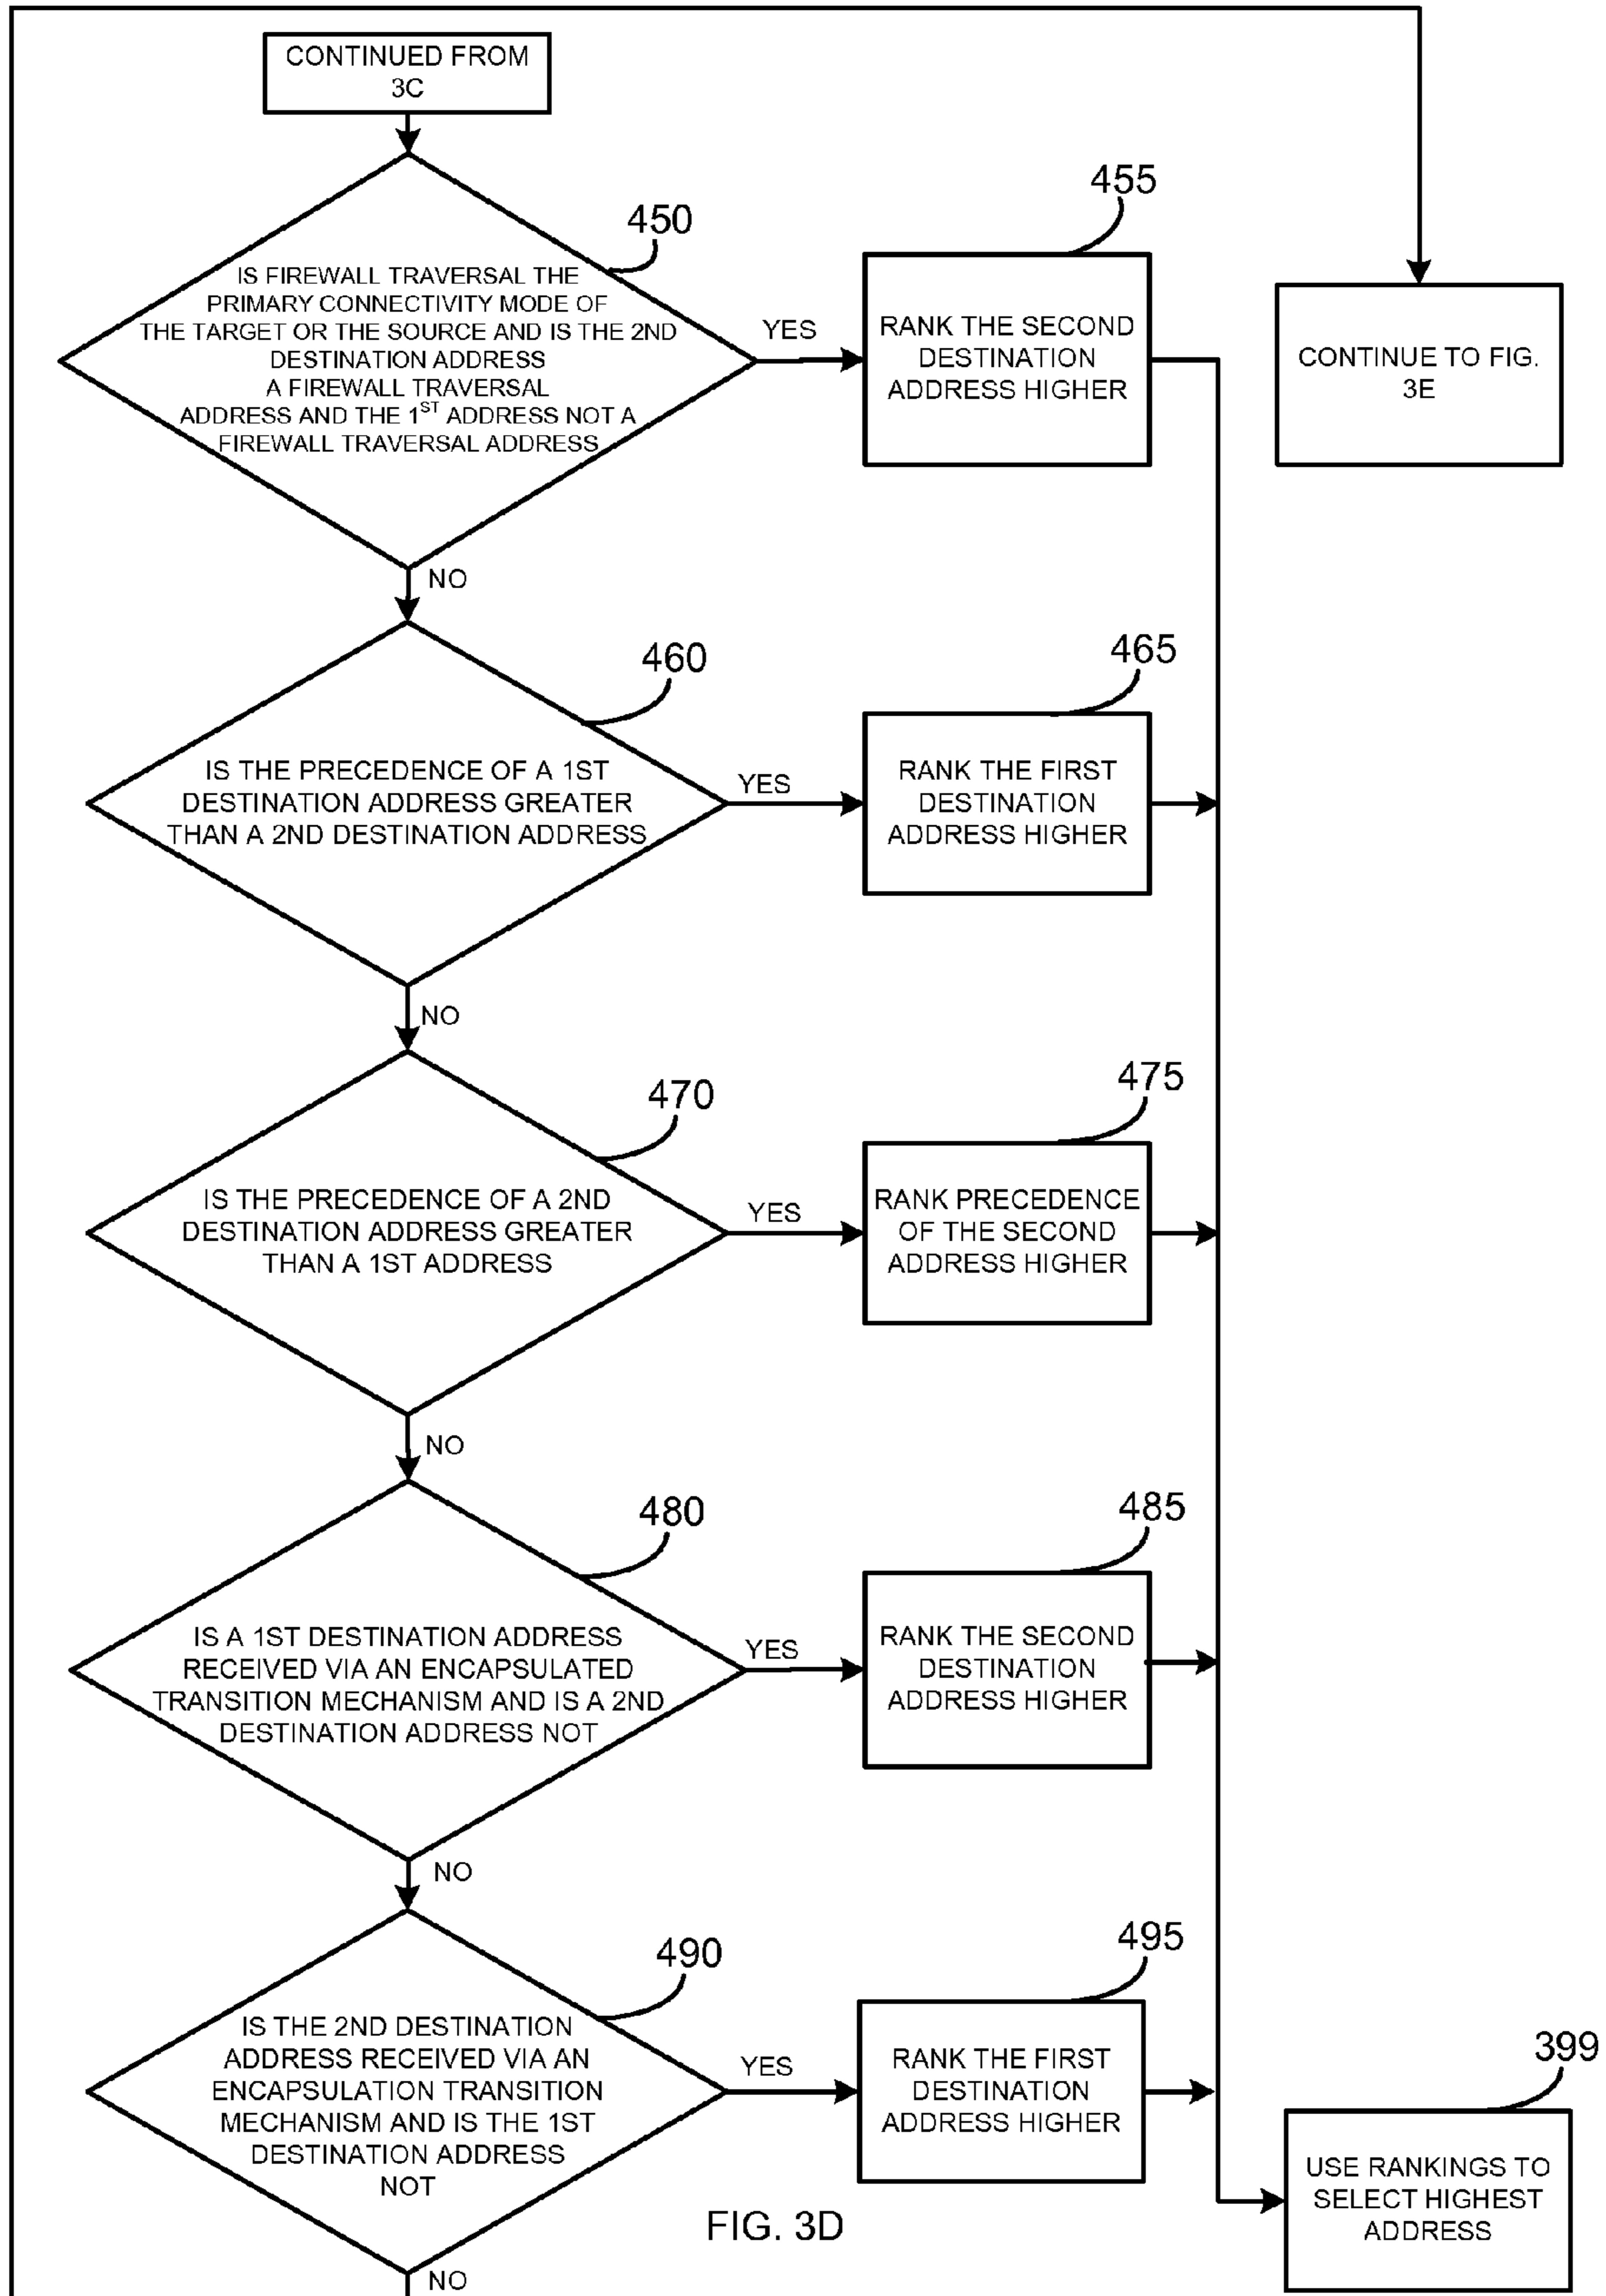 CONTINUED FROM
3C
450
IS FIREWALL TRAVERSAL THE
PRIMARY CONNECTIVITY MODE OF
THE TARGET OR THE SOURCE AND IS THE 2ND
DESTINATION ADDRESS
A FIREWALL TRAVERSAL
ADDRESS AND THE 1ST ADDRESS NOT A
FIREWALL TRAVERSAL ADDRESS
YES
455
RANK THE SECOND
DESTINATION
ADDRESS HIGHER
CONTINUE TO FIG.
3E
NO
460
IS THE PRECEDENCE OF A 1ST
DESTINATION ADDRESS GREATER
THAN A 2ND DESTINATION ADDRESS
YES
465
RANK THE FIRST
DESTINATION
ADDRESS HIGHER
NO
470
IS THE PRECEDENCE OF A 2ND
DESTINATION ADDRESS GREATER
THAN A 1ST ADDRESS
YES
475
RANK PRECEDENCE
OF THE SECOND
ADDRESS HIGHER
NO
480
IS A 1ST DESTINATION ADDRESS
RECEIVED VIA AN ENCAPSULATED
TRANSITION MECHANISM AND IS A 2ND
DESTINATION ADDRESS NOT
YES
485
RANK THE SECOND
DESTINATION
ADDRESS HIGHER
NO
490
IS THE 2ND DESTINATION
ADDRESS RECEIVED VIA AN
ENCAPSULATION TRANSITION
MECHANISM AND IS THE 1ST
DESTINATION ADDRESS
NOT
YES
495
RANK THE FIRST
DESTINATION
ADDRESS HIGHER
399
USE RANKINGS TO
SELECT HIGHEST
ADDRESS
FIG. 3D
NO